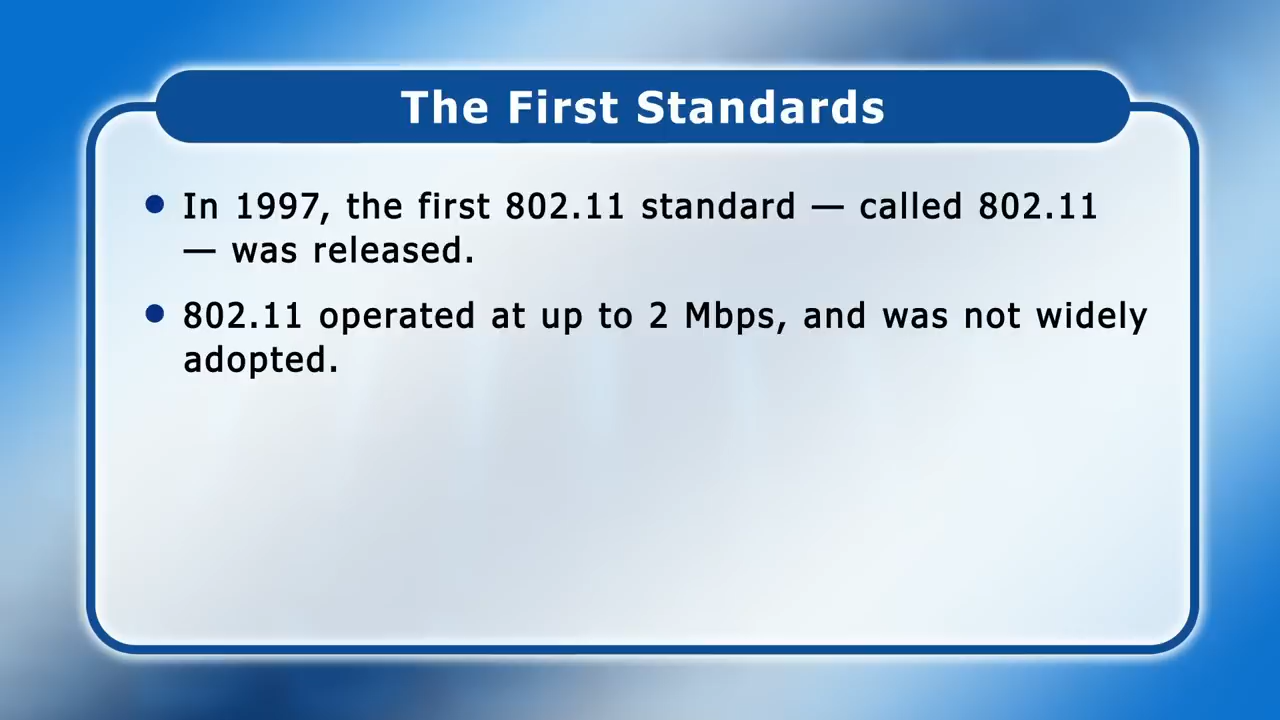 The First Standards
• In 1997, the first 802.11 standard — called 802.11
— was released.
• 802.11 operated at up to 2 Mbps, and was not widely
adopted.